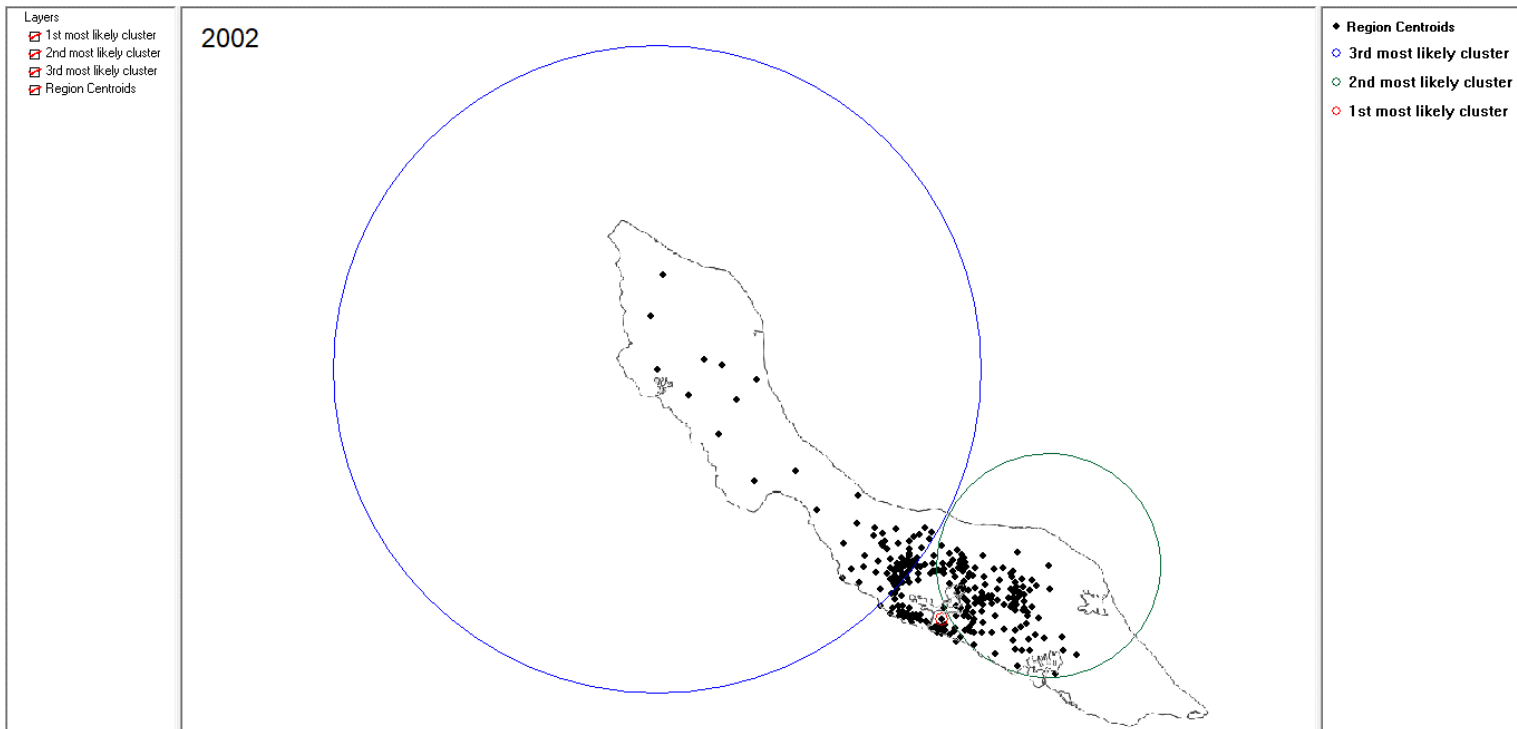 Layers
1st most likely cluster
2nd most likely cluster
3rd most likely cluster
Region Centroids
2002
Region Centroids
3rd most likely cluster
2nd most likely cluster
1st most likely cluster